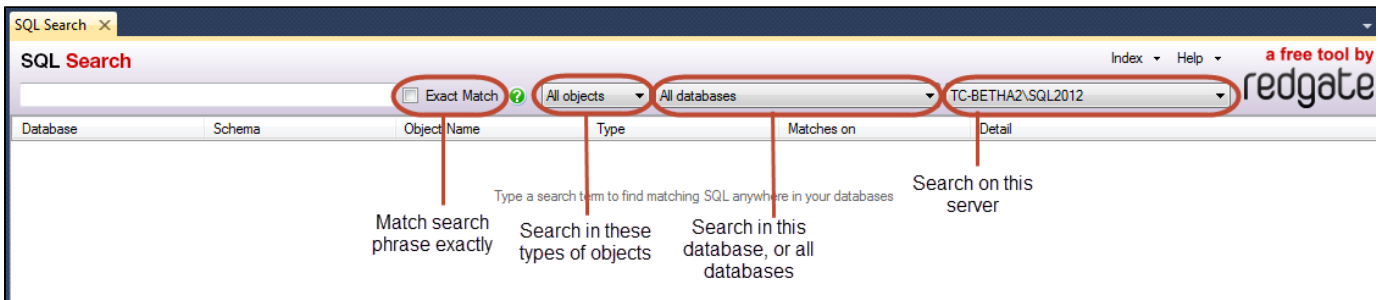 SQL Search
SQL Search
Index Help
a free tool by
redgate
Exact Match ? All objects All databases TC-BETHA2\SQL2012
Database Schema Object Name Type Matches on Detail
Type a search term to find matching SQL anywhere in your databases
Match search
phrase exactly
Search in these
types of objects
Search in this
database, or all
databases
Search on this
server